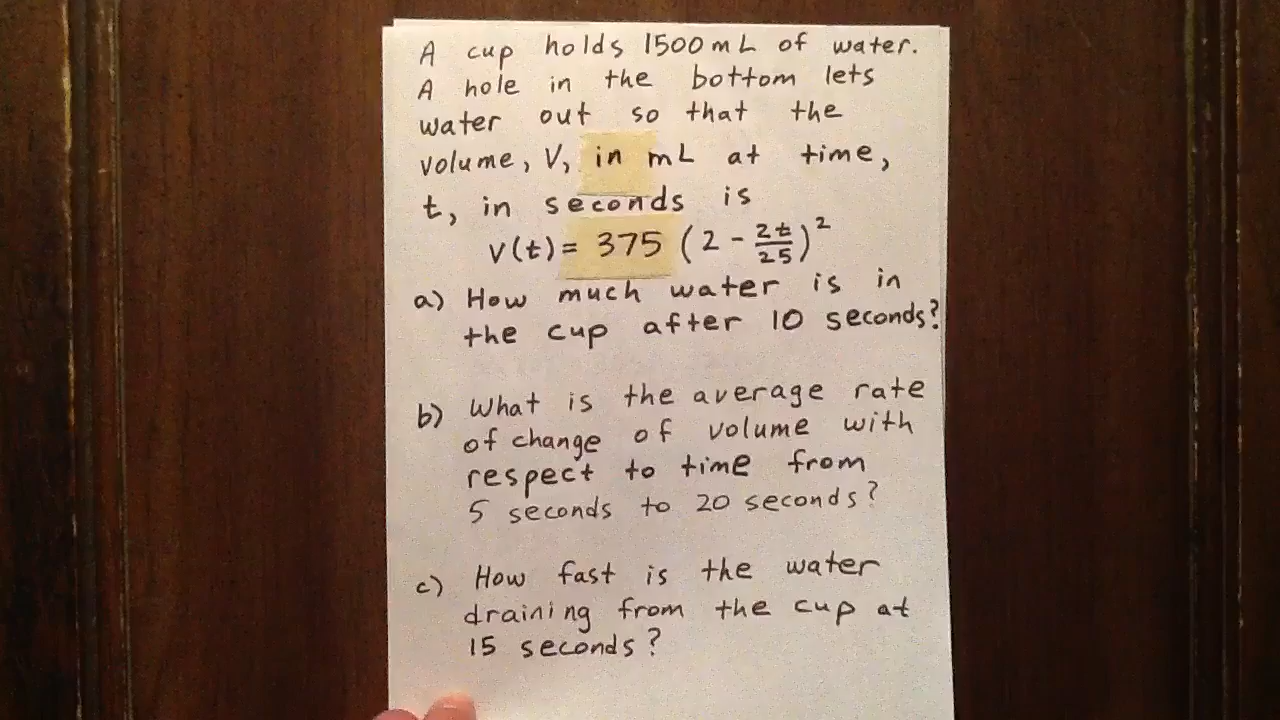 A cup holds 1500 mL of water.
A hole in the bottom lets
water out so that the
volume, V, in mL at time,
t, in seconds is
V(t) = 375 (2 - 2t/25)²
a) How much water is in
the cup after 10 seconds?
b) What is the average rate
of change of volume with
respect to time from
5 seconds to 20 seconds?
c) How fast is the water
draining from the cup at
15 seconds?